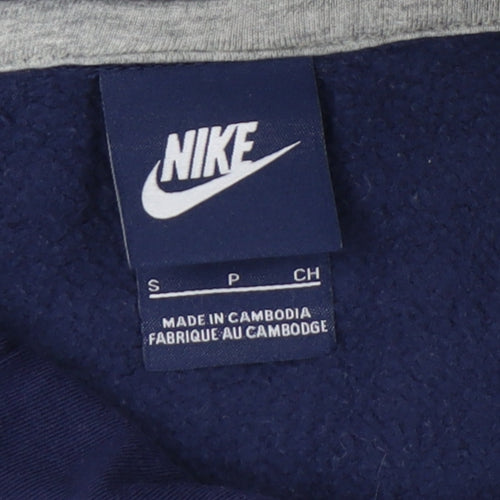 NIKE
S P CH
MADE IN CAMBODIA
FABRIQUE AU CAMBODGE